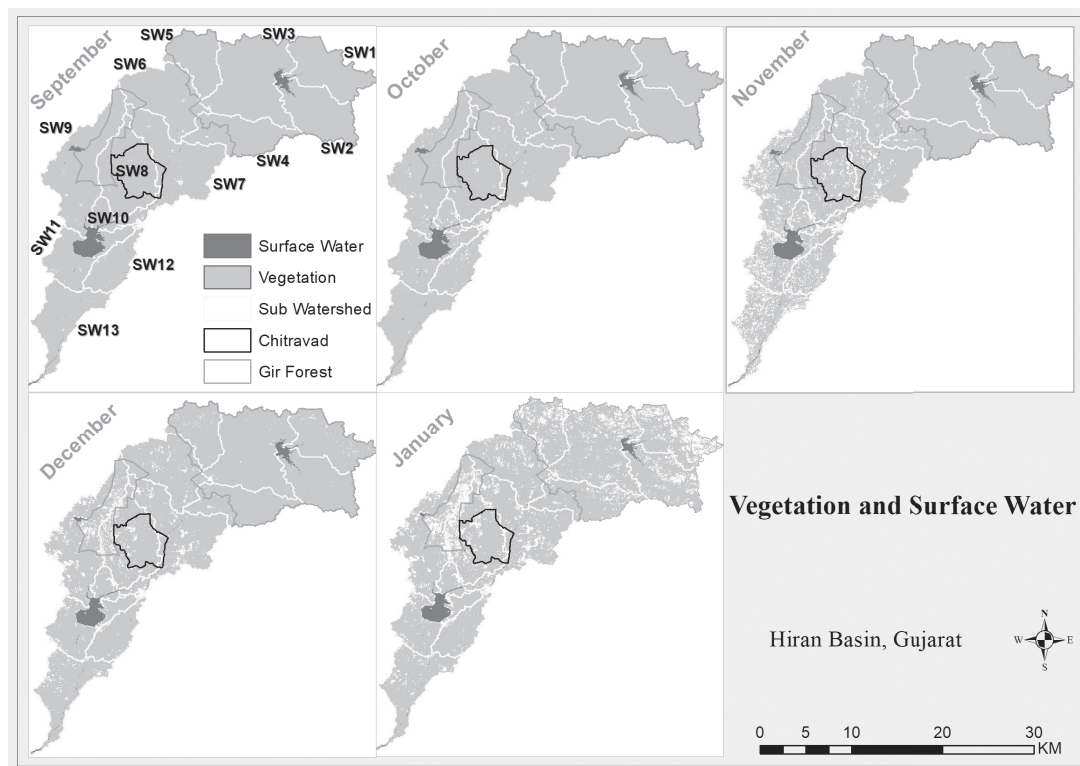 September
SW5
SW3
SW1
SW6
SW9
SW8
SW2
SW4
SW7
SW10
SW11
SW12
SW13
Surface Water
Vegetation
Sub Watershed
Chitravad
Gir Forest
October
November
December
January
Vegetation and Surface Water
Hiran Basin, Gujarat
N
W E
S
0 5 10 20 30
KM